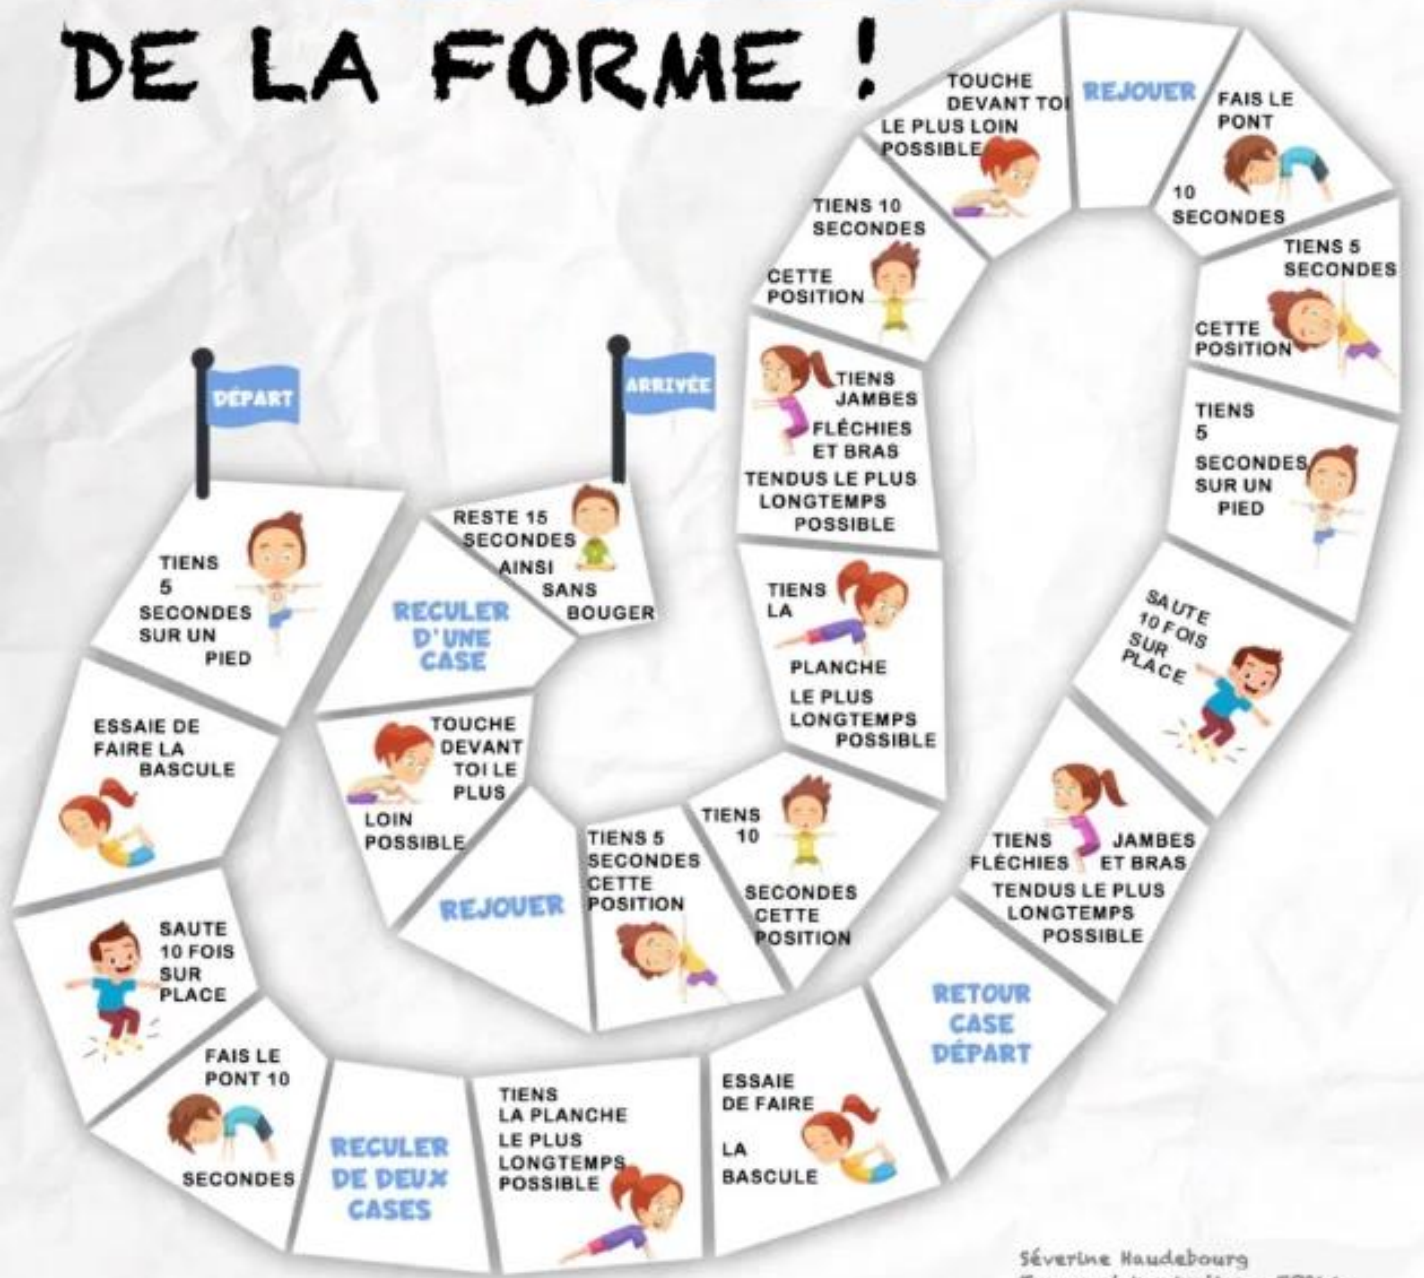 DE LA FORME !
DÉPART
TIENS
5
SECONDES
SUR UN
PIED
ESSAIE DE
FAIRE LA
BASCULE
SAUTE
10 FOIS
SUR
PLACE
FAIS LE
PONT 10
SECONDES
RECULER
DE DEUX
CASES
TIENS
LA PLANCHE
LE PLUS
LONGTEMPS
POSSIBLE
ESSAIE
DE FAIRE
LA
BASCULE
RETOUR
CASE
DÉPART
TIENS JAMBES
FLÉCHIES ET BRAS
TENDUS LE PLUS
LONGTEMPS
POSSIBLE
SAUTE
10 FOIS
SUR
PLACE
TIENS
5
SECONDES
SUR UN
PIED
TIENS 5
SECONDES
CETTE
POSITION
FAIS LE
PONT
10
SECONDES
REJOUER
TOUCHE
DEVANT TOI
LE PLUS LOIN
POSSIBLE
TIENS 10
SECONDES
CETTE
POSITION
TIENS
JAMBES
FLÉCHIES
ET BRAS
TENDUS LE PLUS
LONGTEMPS
POSSIBLE
TIENS
LA
PLANCHE
LE PLUS
LONGTEMPS
POSSIBLE
TIENS
10
SECONDES
CETTE
POSITION
TIENS 5
SECONDES
CETTE
POSITION
REJOUER
TOUCHE
DEVANT
TOI LE
PLUS
LOIN
POSSIBLE
RECULER
D'UNE
CASE
RESTE 15
SECONDES
AINSI
SANS
BOUGER
ARRIVÉE
Séverine Haudebourg